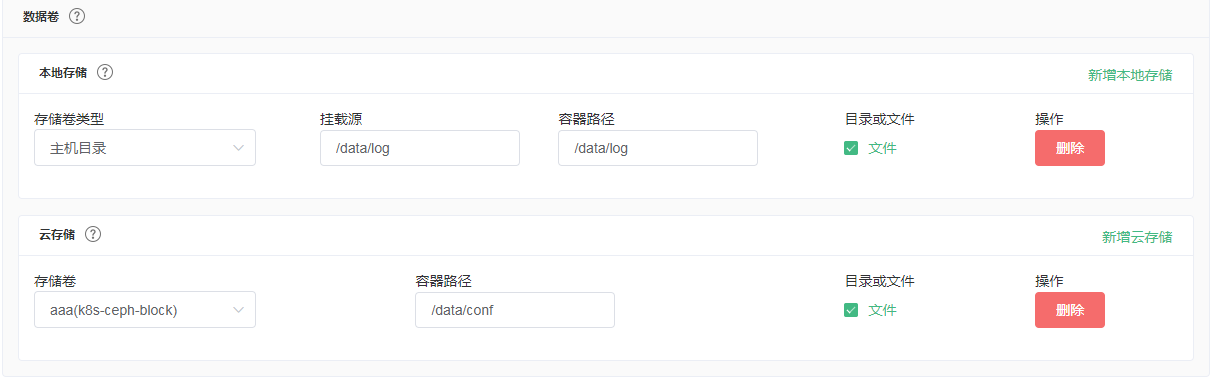 数据卷 ?
本地存储 ? 新增本地存储
存储卷类型 挂载源 容器路径 目录或文件 操作
主机目录 /data/log /data/log 文件 删除
云存储 ? 新增云存储
存储卷 容器路径 目录或文件 操作
aaa(k8s-ceph-block) /data/conf 文件 删除